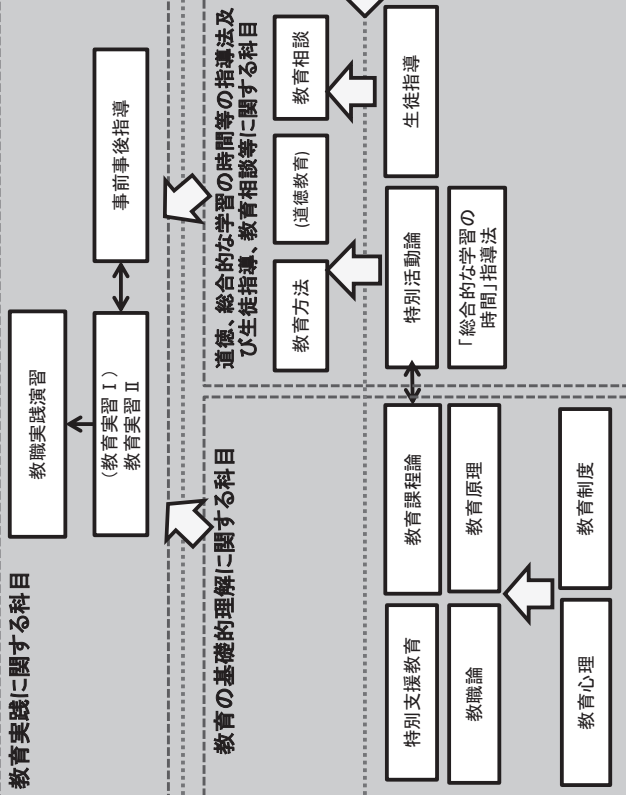 教育実践に関する科目
教職実践演習
(教育実習Ⅰ)
教育実習Ⅱ
事前事後指導
教育の基礎的理解に関する科目
特別支援教育
教育課程論
教職論
教育原理
教育心理
教育制度
道徳、総合的な学習の時間等の指導法及
び生徒指導、教育相談等に関する科目
教育方法
(道徳教育)
教育相談
特別活動論
生徒指導
「総合的な学習の
時間」指導法